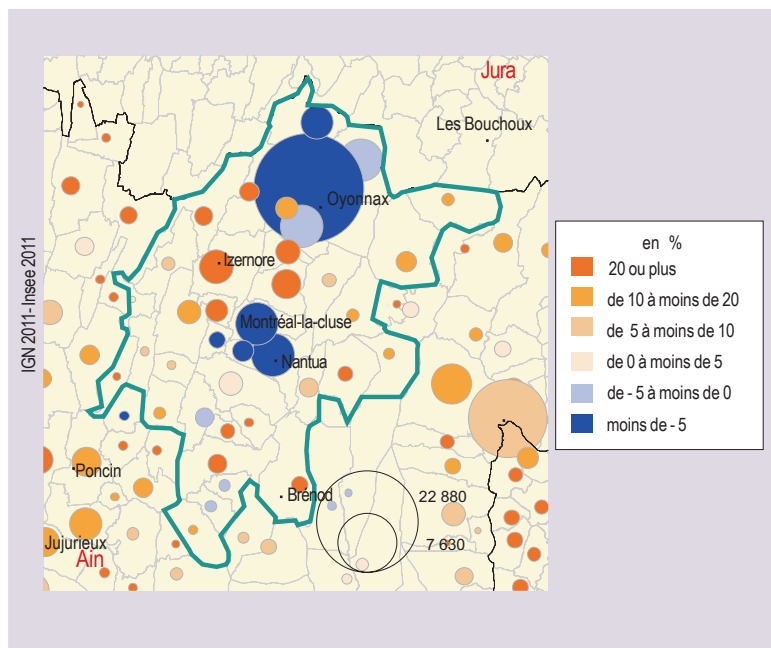 Jura
Les Bouchoux
Oyonnax
Izernore
IGN 2011- Insee 2011
Montréal-la-cluse
Nantua
Poncin
Brénod
Jujurieux
Ain
22 880
7 630
en %
20 ou plus
de 10 à moins de 20
de 5 à moins de 10
de 0 à moins de 5
de - 5 à moins de 0
moins de - 5